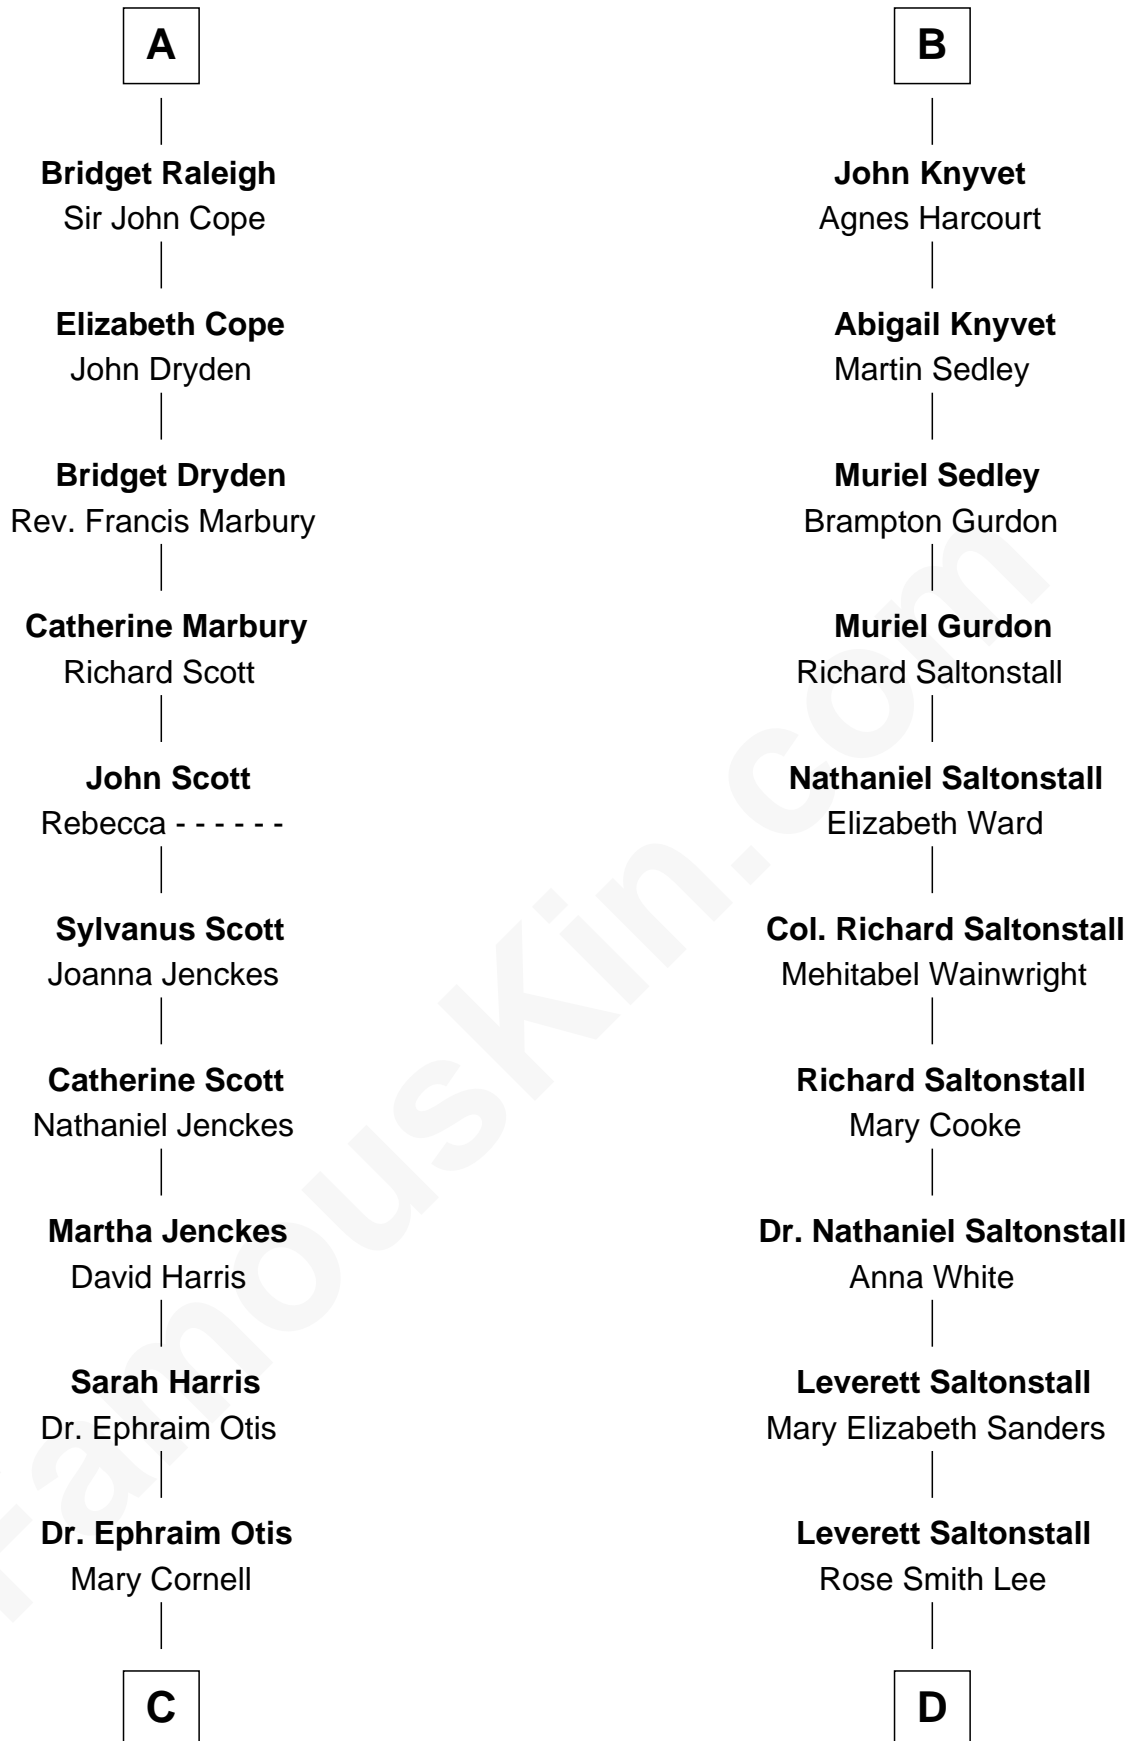 A
Bridget Raleigh
Sir John Cope
Elizabeth Cope
John Dryden
Bridget Dryden
Rev. Francis Marbury
Catherine Marbury
Richard Scott
John Scott
Rebecca - - - - - -
Sylvanus Scott
Joanna Jenckes
Catherine Scott
Nathaniel Jenckes
Martha Jenckes
David Harris
Sarah Harris
Dr. Ephraim Otis
Dr. Ephraim Otis
Mary Cornell
C
B
John Knyvet
Agnes Harcourt
Abigail Knyvet
Martin Sedley
Muriel Sedley
Brampton Gurdon
Muriel Gurdon
Richard Saltonstall
Nathaniel Saltonstall
Elizabeth Ward
Col. Richard Saltonstall
Mehitabel Wainwright
Richard Saltonstall
Mary Cooke
Dr. Nathaniel Saltonstall
Anna White
Leverett Saltonstall
Mary Elizabeth Sanders
Leverett Saltonstall
Rose Smith Lee
D
FamousKin.com